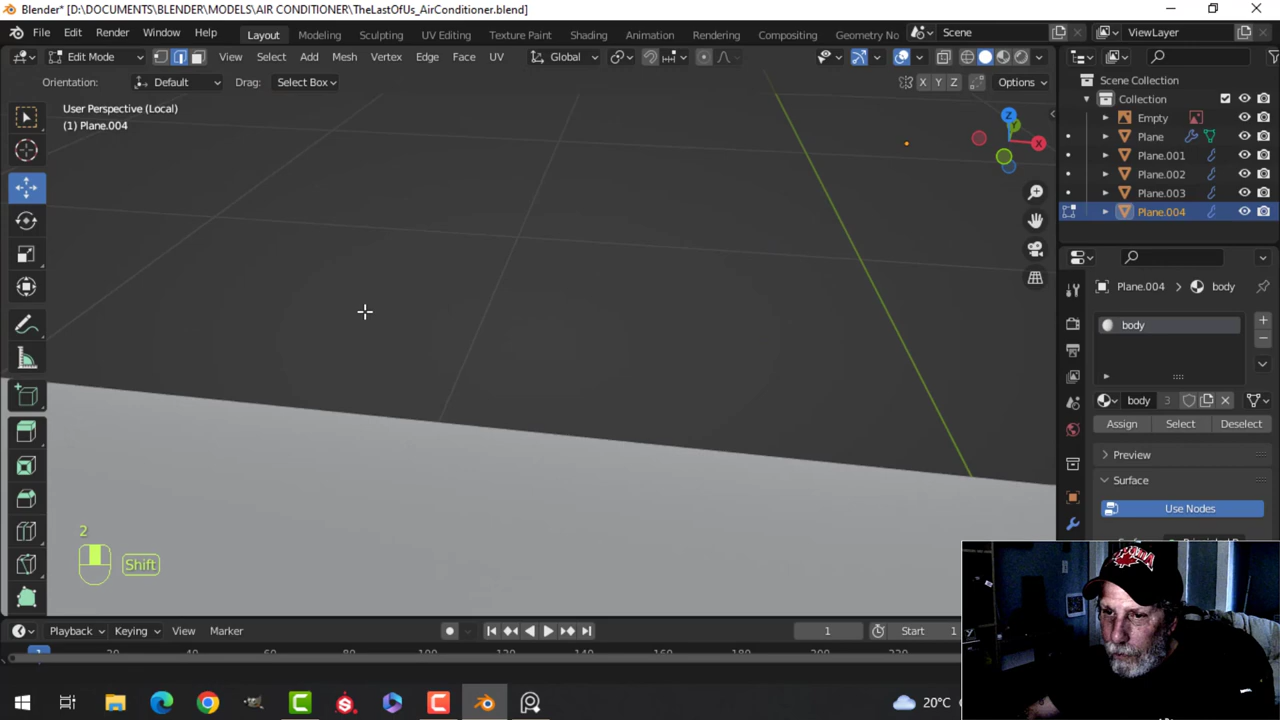 Blender* [D:\DOCUMENTS\BLENDER\MODELS\AIR CONDITIONER\TheLastOfUs_AirConditioner.blend]
File Edit Render Window Help Layout Modeling Sculpting UV Editing Texture Paint Shading Animation Rendering Compositing Geometry No Scene ViewLayer
Edit Mode View Select Add Mesh Vertex Edge Face UV Global
Orientation: Default Drag: Select Box X Y Z Options
User Perspective (Local)
(1) Plane.004
Z
Y
X
2
Shift
Scene Collection
Collection
Empty
Plane
Plane.001
Plane.002
Plane.003
Plane.004
Plane.004 > body
body
body 3
Assign Select Deselect
Preview
Surface
Use Nodes
Playback Keying View Marker 1 Start 1
20 40 60 80 100 120 140 160 180 200 220
1
20°C